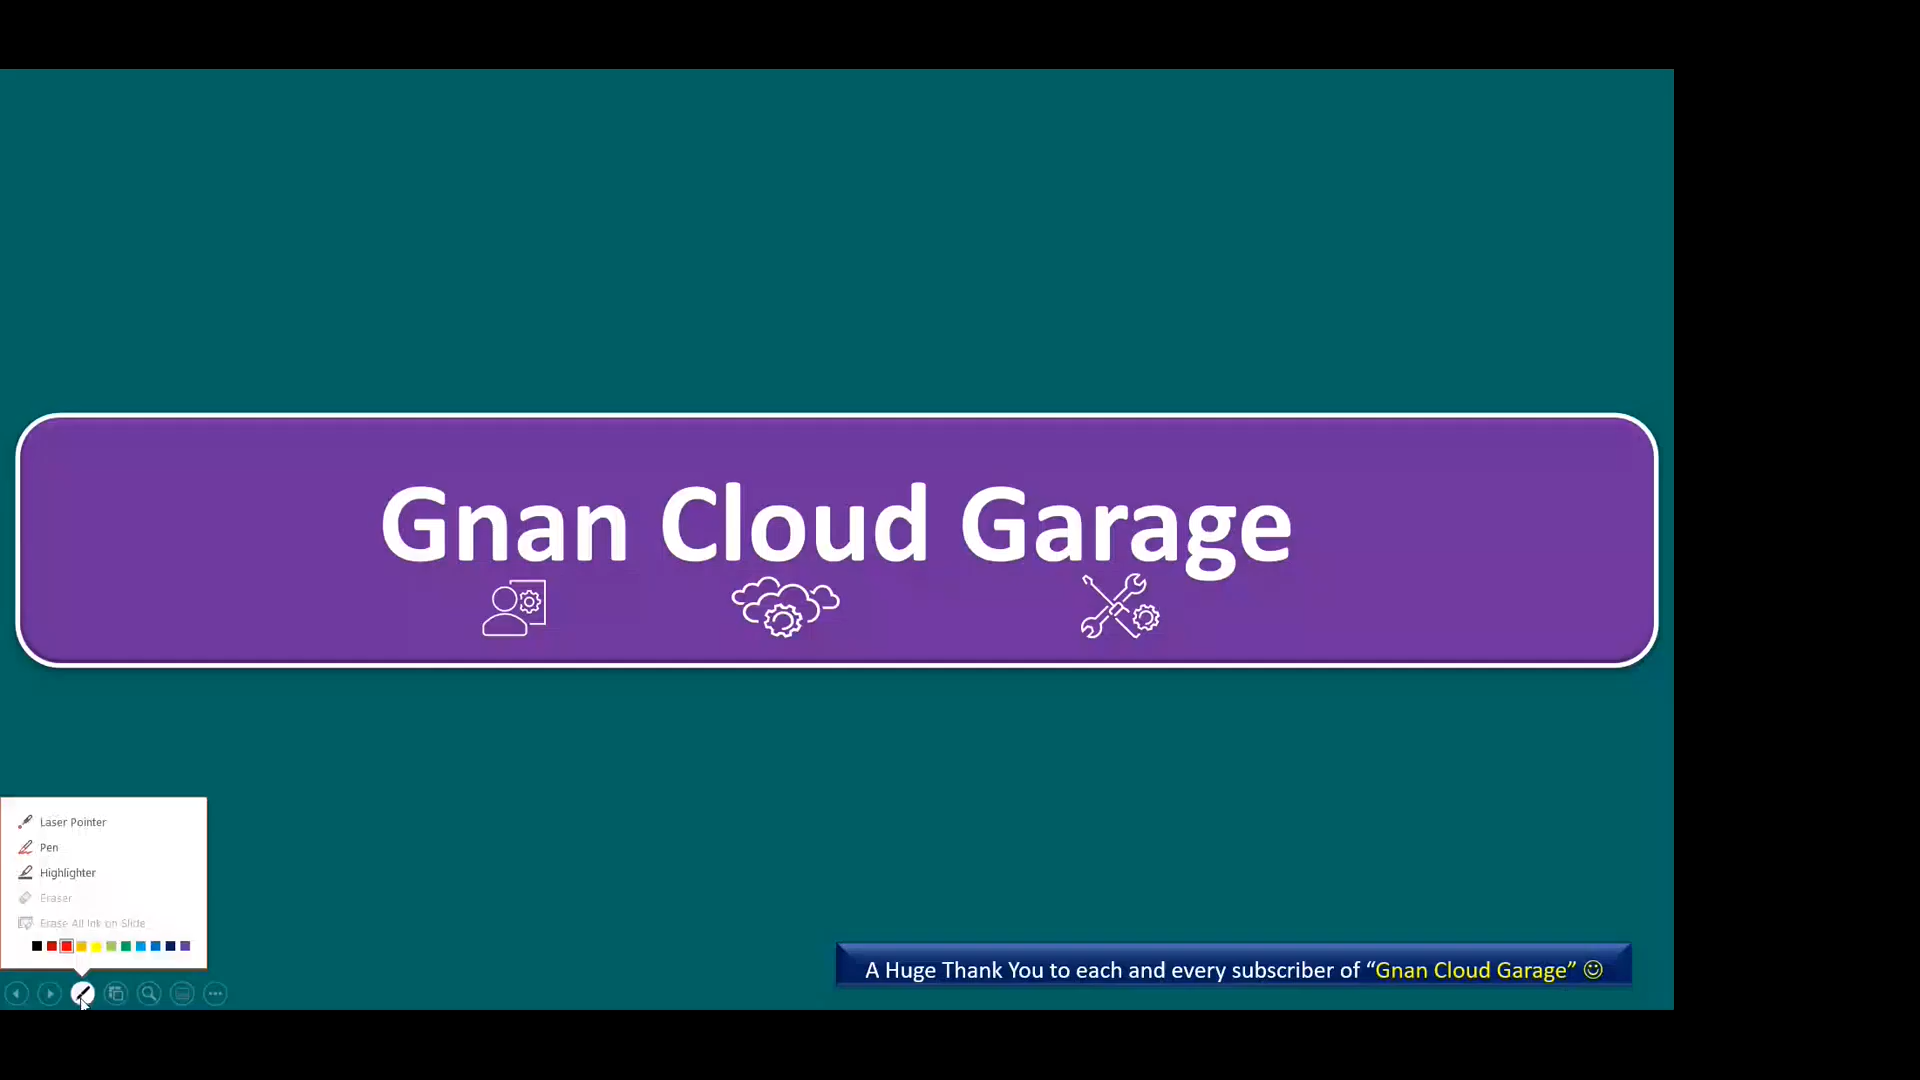 Gnan Cloud Garage
Laser Pointer
Pen
Highlighter
Eraser
Erase All Ink on Slide
A Huge Thank You to each and every subscriber of “Gnan Cloud Garage” ☺